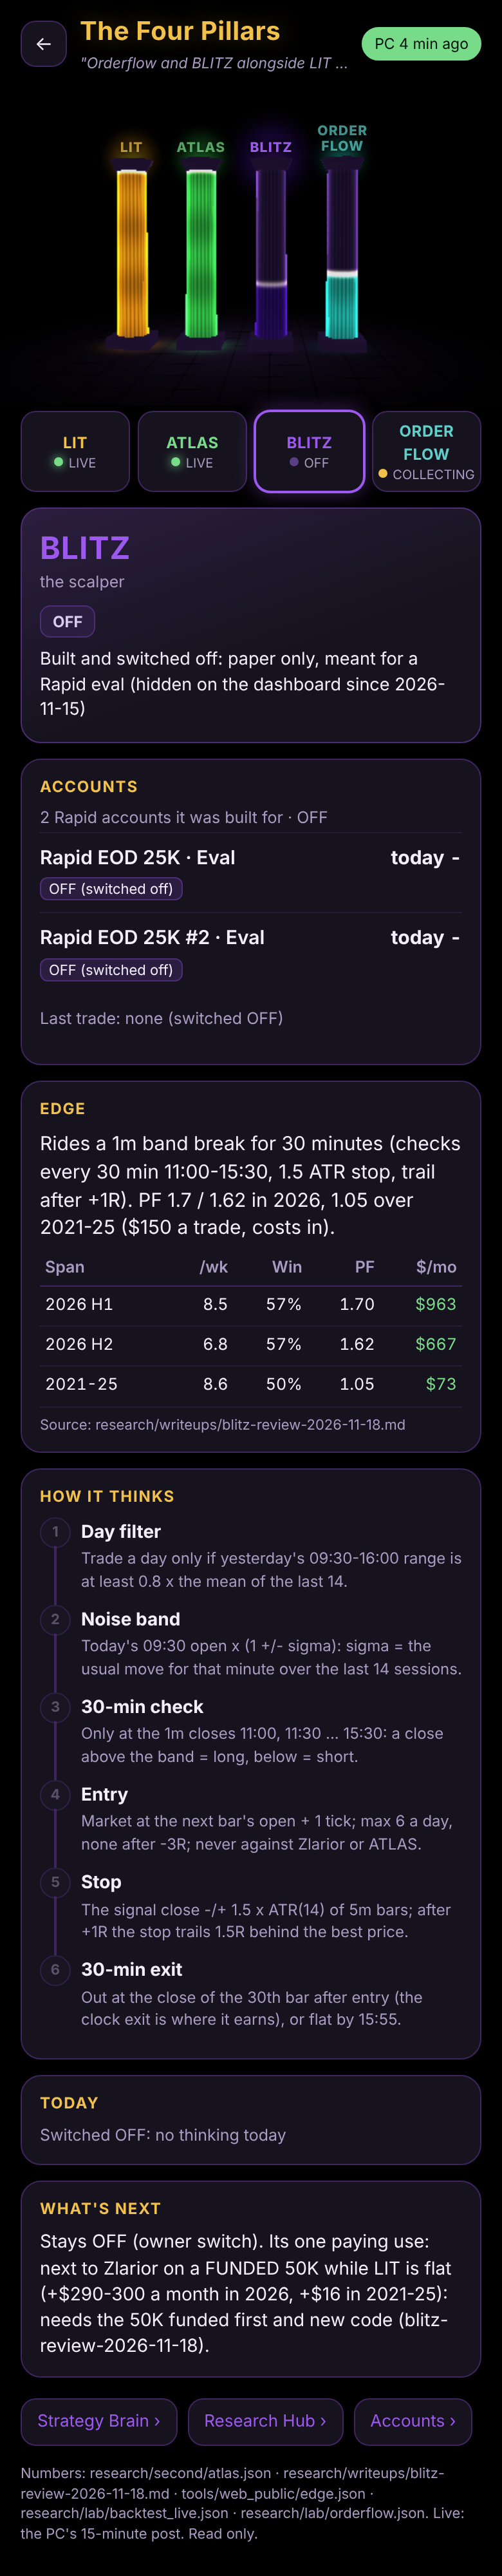 ←
The Four Pillars
"Orderflow and BLITZ alongside LIT ...
PC 4 min ago
LIT
ATLAS
BLITZ
ORDER
FLOW
LIT
LIVE
ATLAS
LIVE
BLITZ
OFF
ORDER
FLOW
COLLECTING
BLITZ
the scalper
OFF
Built and switched off: paper only, meant for a
Rapid eval (hidden on the dashboard since 2026-
11-15)
ACCOUNTS
2 Rapid accounts it was built for · OFF
Rapid EOD 25K · Eval today -
OFF (switched off)
Rapid EOD 25K #2 · Eval today -
OFF (switched off)
Last trade: none (switched OFF)
EDGE
Rides a 1m band break for 30 minutes (checks
every 30 min 11:00-15:30, 1.5 ATR stop, trail
after +1R). PF 1.7 / 1.62 in 2026, 1.05 over
2021-25 ($150 a trade, costs in).
Span /wk Win PF $/mo
2026 H1 8.5 57% 1.70 $963
2026 H2 6.8 57% 1.62 $667
2021-25 8.6 50% 1.05 $73
Source: research/writeups/blitz-review-2026-11-18.md
HOW IT THINKS
1 Day filter
Trade a day only if yesterday's 09:30-16:00 range is
at least 0.8 x the mean of the last 14.
2 Noise band
Today's 09:30 open x (1 +/- sigma): sigma = the
usual move for that minute over the last 14 sessions.
3 30-min check
Only at the 1m closes 11:00, 11:30 ... 15:30: a close
above the band = long, below = short.
4 Entry
Market at the next bar's open + 1 tick; max 6 a day,
none after -3R; never against Zlarior or ATLAS.
5 Stop
The signal close -/+ 1.5 x ATR(14) of 5m bars; after
+1R the stop trails 1.5R behind the best price.
6 30-min exit
Out at the close of the 30th bar after entry (the
clock exit is where it earns), or flat by 15:55.
TODAY
Switched OFF: no thinking today
WHAT'S NEXT
Stays OFF (owner switch). Its one paying use:
next to Zlarior on a FUNDED 50K while LIT is flat
(+$290-300 a month in 2026, +$16 in 2021-25):
needs the 50K funded first and new code (blitz-
review-2026-11-18).
Strategy Brain ›
Research Hub ›
Accounts ›
Numbers: research/second/atlas.json · research/writeups/blitz-
review-2026-11-18.md · tools/web_public/edge.json ·
research/lab/backtest_live.json · research/lab/orderflow.json. Live:
the PC's 15-minute post. Read only.